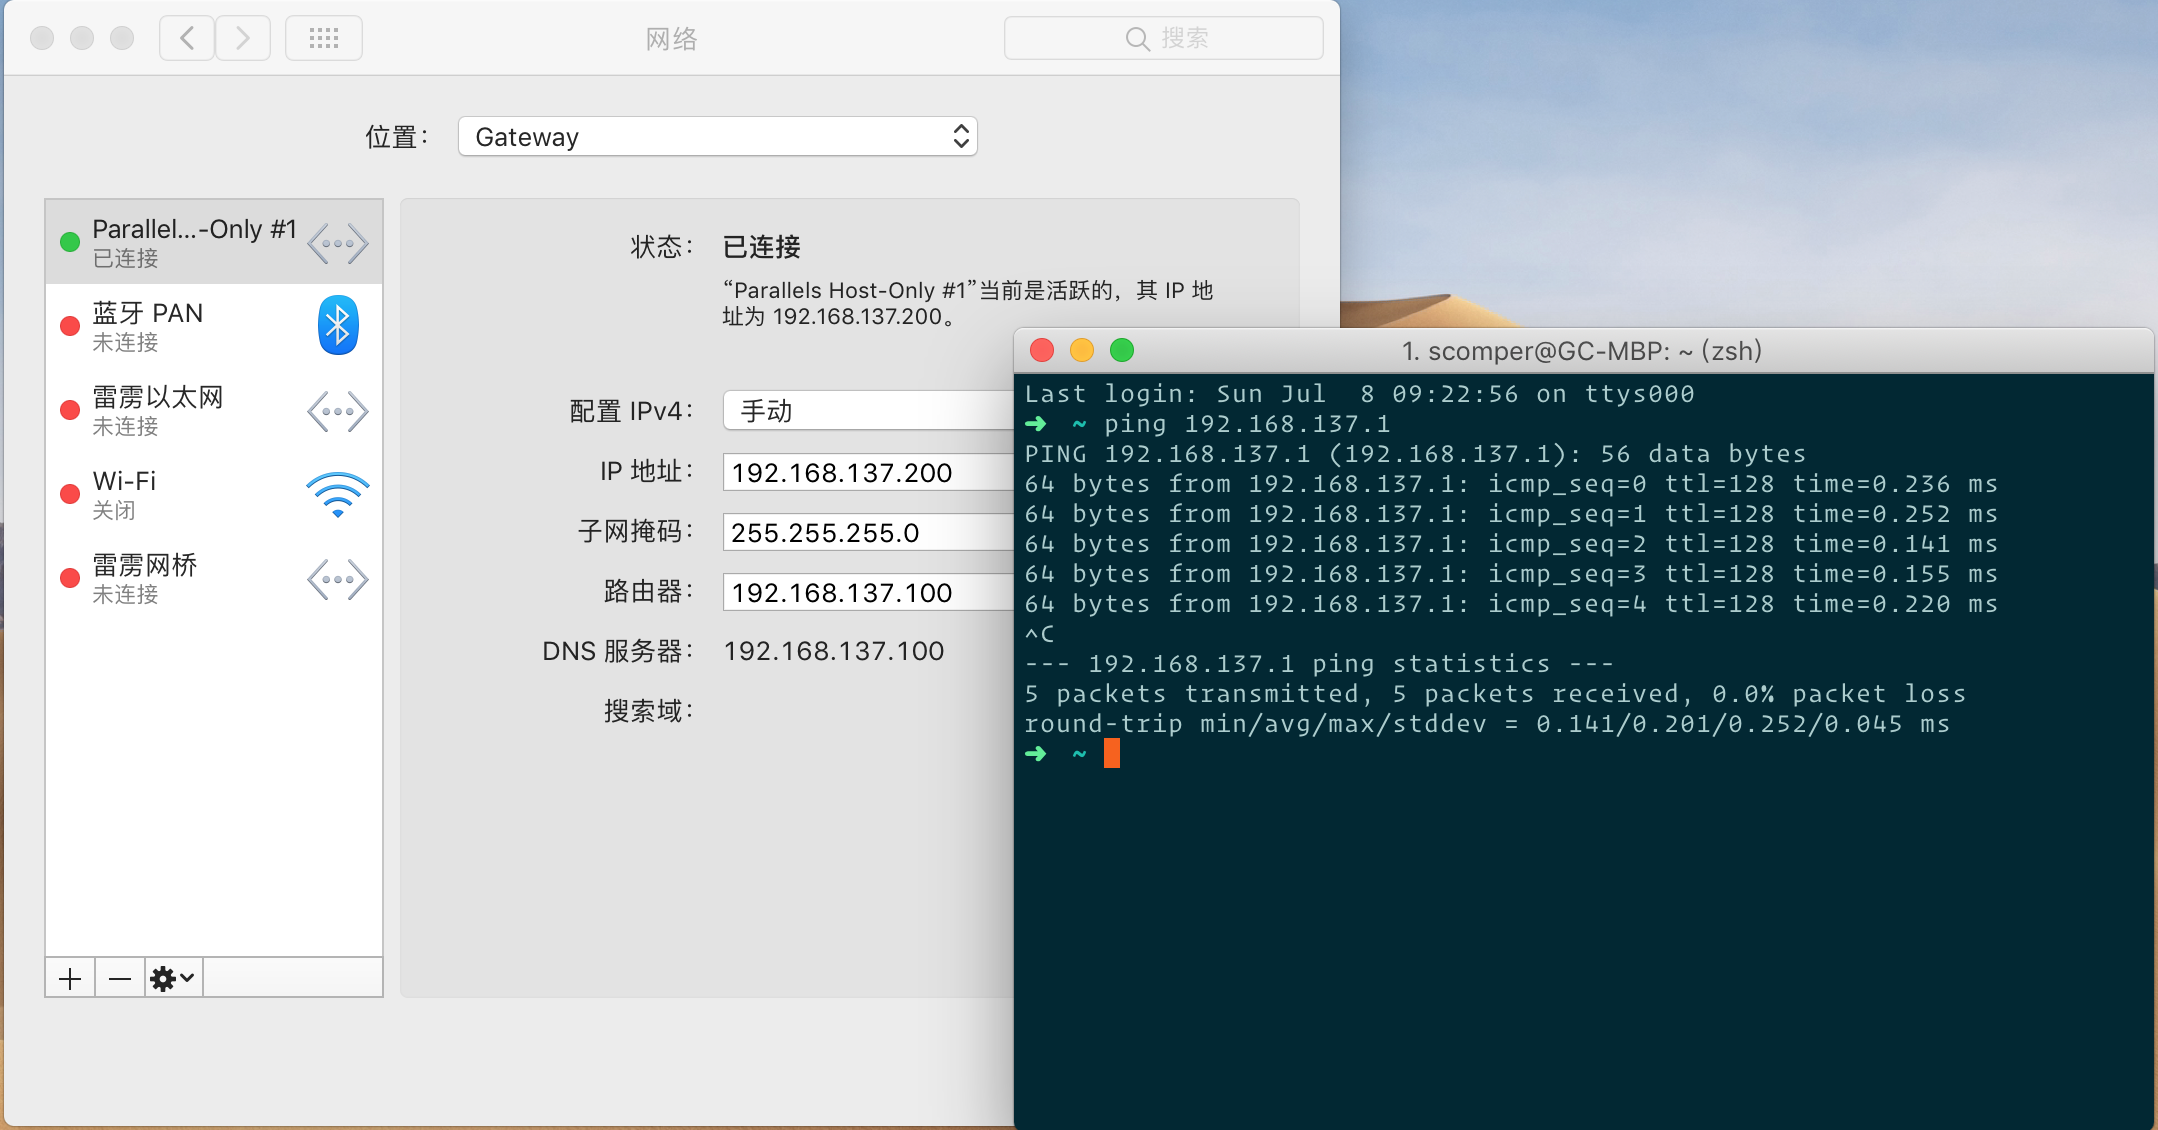 网络
搜索
位置：
Gateway
Parallel...-Only #1
已连接
蓝牙 PAN
未连接
雷雳以太网
未连接
Wi-Fi
关闭
雷雳网桥
未连接
状态：
已连接
“Parallels Host-Only #1”当前是活跃的，其 IP 地
址为 192.168.137.200。
配置 IPv4：
手动
IP 地址：
192.168.137.200
子网掩码：
255.255.255.0
路由器：
192.168.137.100
DNS 服务器：
192.168.137.100
搜索域：
1. scomper@GC-MBP: ~ (zsh)
Last login: Sun Jul  8 09:22:56 on ttys000
➜  ~ ping 192.168.137.1
PING 192.168.137.1 (192.168.137.1): 56 data bytes
64 bytes from 192.168.137.1: icmp_seq=0 ttl=128 time=0.236 ms
64 bytes from 192.168.137.1: icmp_seq=1 ttl=128 time=0.252 ms
64 bytes from 192.168.137.1: icmp_seq=2 ttl=128 time=0.141 ms
64 bytes from 192.168.137.1: icmp_seq=3 ttl=128 time=0.155 ms
64 bytes from 192.168.137.1: icmp_seq=4 ttl=128 time=0.220 ms
^C
--- 192.168.137.1 ping statistics ---
5 packets transmitted, 5 packets received, 0.0% packet loss
round-trip min/avg/max/stddev = 0.141/0.201/0.252/0.045 ms
➜  ~